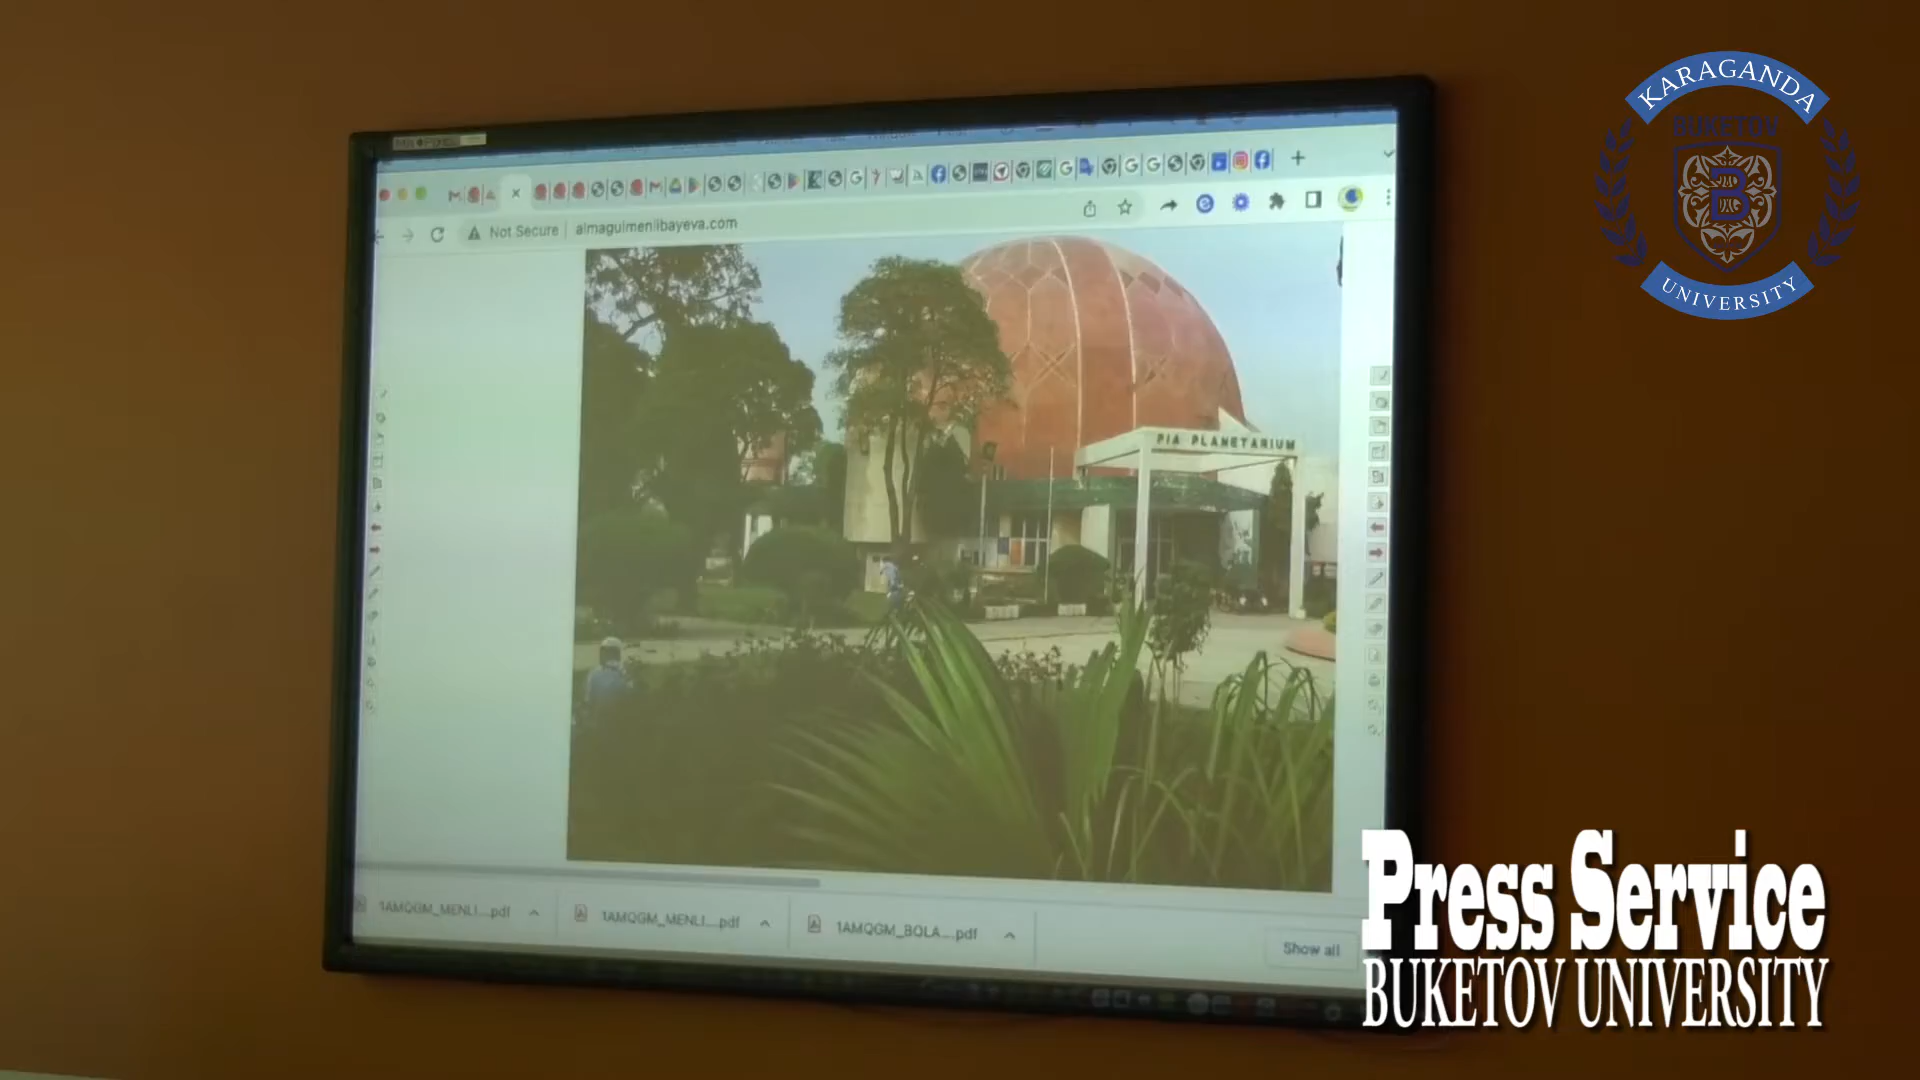 KARAGANDA
BUKETOV
B
UNIVERSITY
Not Secure
almagulmenlibayeva.com
PIA PLANETARIUM
1AMQGM_MENLI....pdf
1AMQGM_MENLI....pdf
1AMQGM_BOLA....pdf
Show all
Press Service
BUKETOV UNIVERSITY